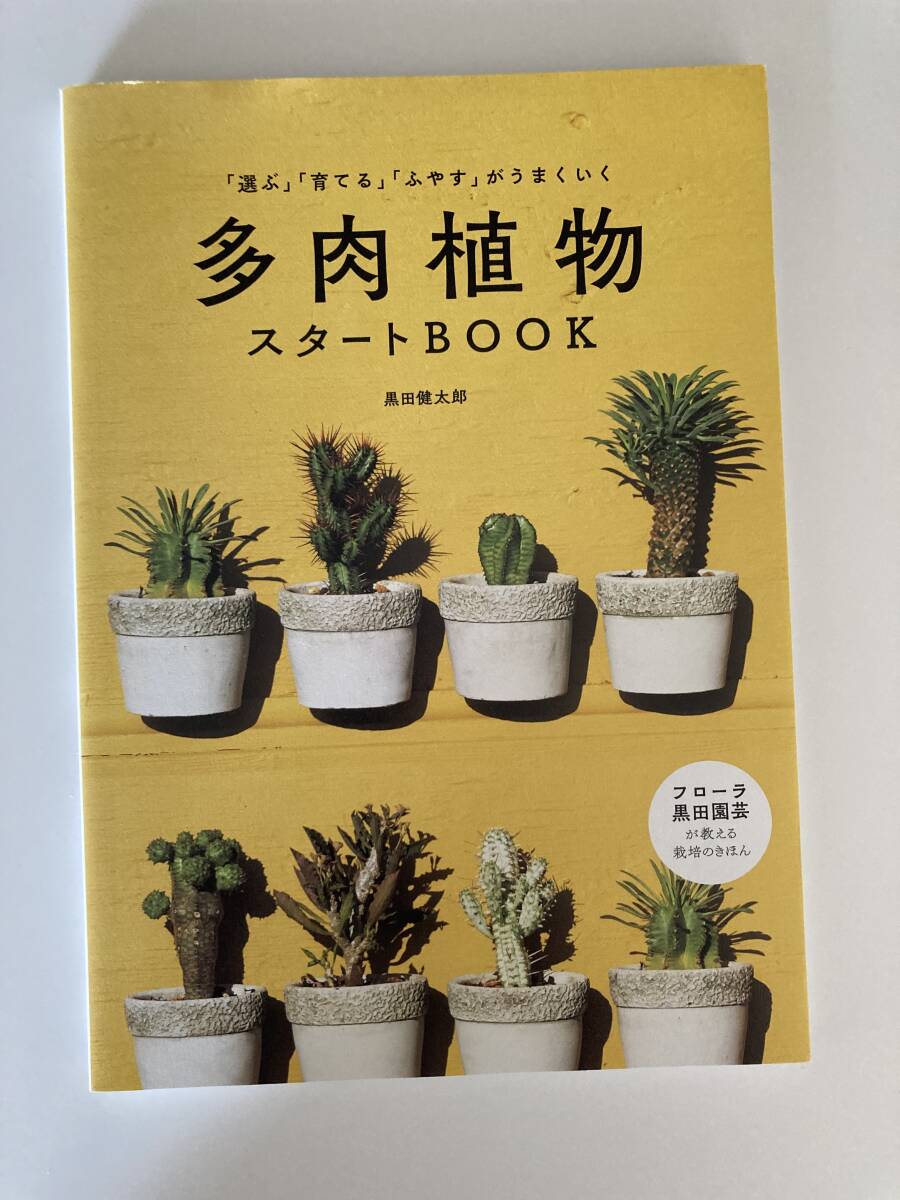 「選ぶ」「育てる」「ふやす」がうまくいく
多肉植物
スタートBOOK
黒田健太郎
フローラ
黒田園芸
が教える
栽培のきほん